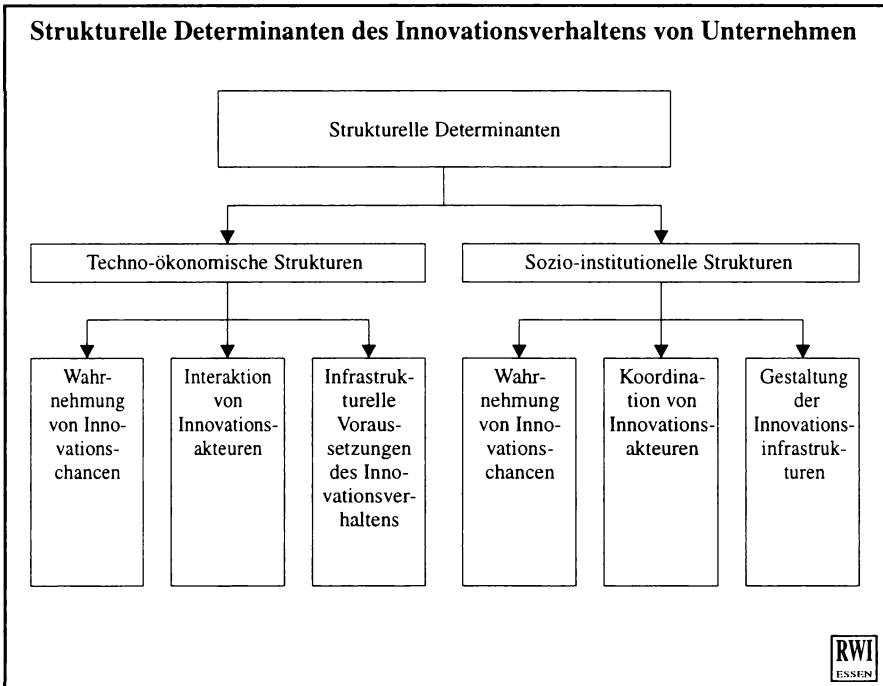 Strukturelle Determinanten des Innovationsverhaltens von Unternehmen
Strukturelle Determinanten
Techno-ökonomische Strukturen
Sozio-institutionelle Strukturen
Wahr-
nehmung
von Inno-
vations-
chancen
Interaktion
von
Innovations-
akteuren
Infrastruk-
turelle
Voraus-
setzungen
des Inno-
vationsver-
haltens
Wahr-
nehmung
von Inno-
vations-
chancen
Koordina-
tion von
Innovations-
akteuren
Gestaltung
der
Innovations-
infrastruk-
turen
RWI
ESSEN